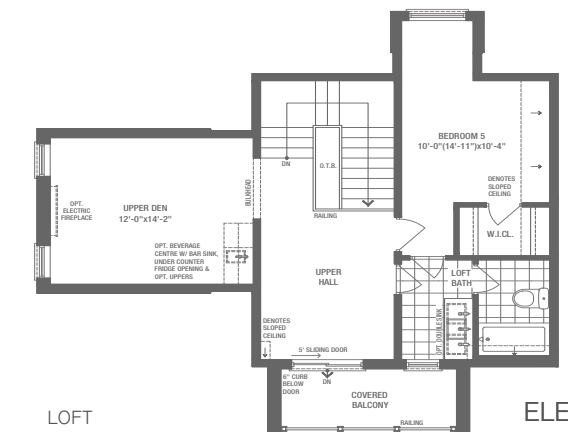 BEDROOM 5
10'-0"(14'-11")x10'-4"
DENOTES
SLOPED
CEILING
W.I.CL.
DN
O.T.B.
RAILING
BULKHEAD
OPT.
ELECTRIC
FIREPLACE
UPPER DEN
12'-0"x14'-2"
OPT. BEVERAGE
CENTRE W/ BAR SINK,
UNDER COUNTER
FRIDGE OPENING &
OPT. UPPERS
UPPER
HALL
LOFT
BATH
OPT. DOUBLE SINK
DENOTES
SLOPED
CEILING
5' SLIDING DOOR
6" CURB
BELOW
DOOR
DN
COVERED
BALCONY
RAILING
LOFT
ELE